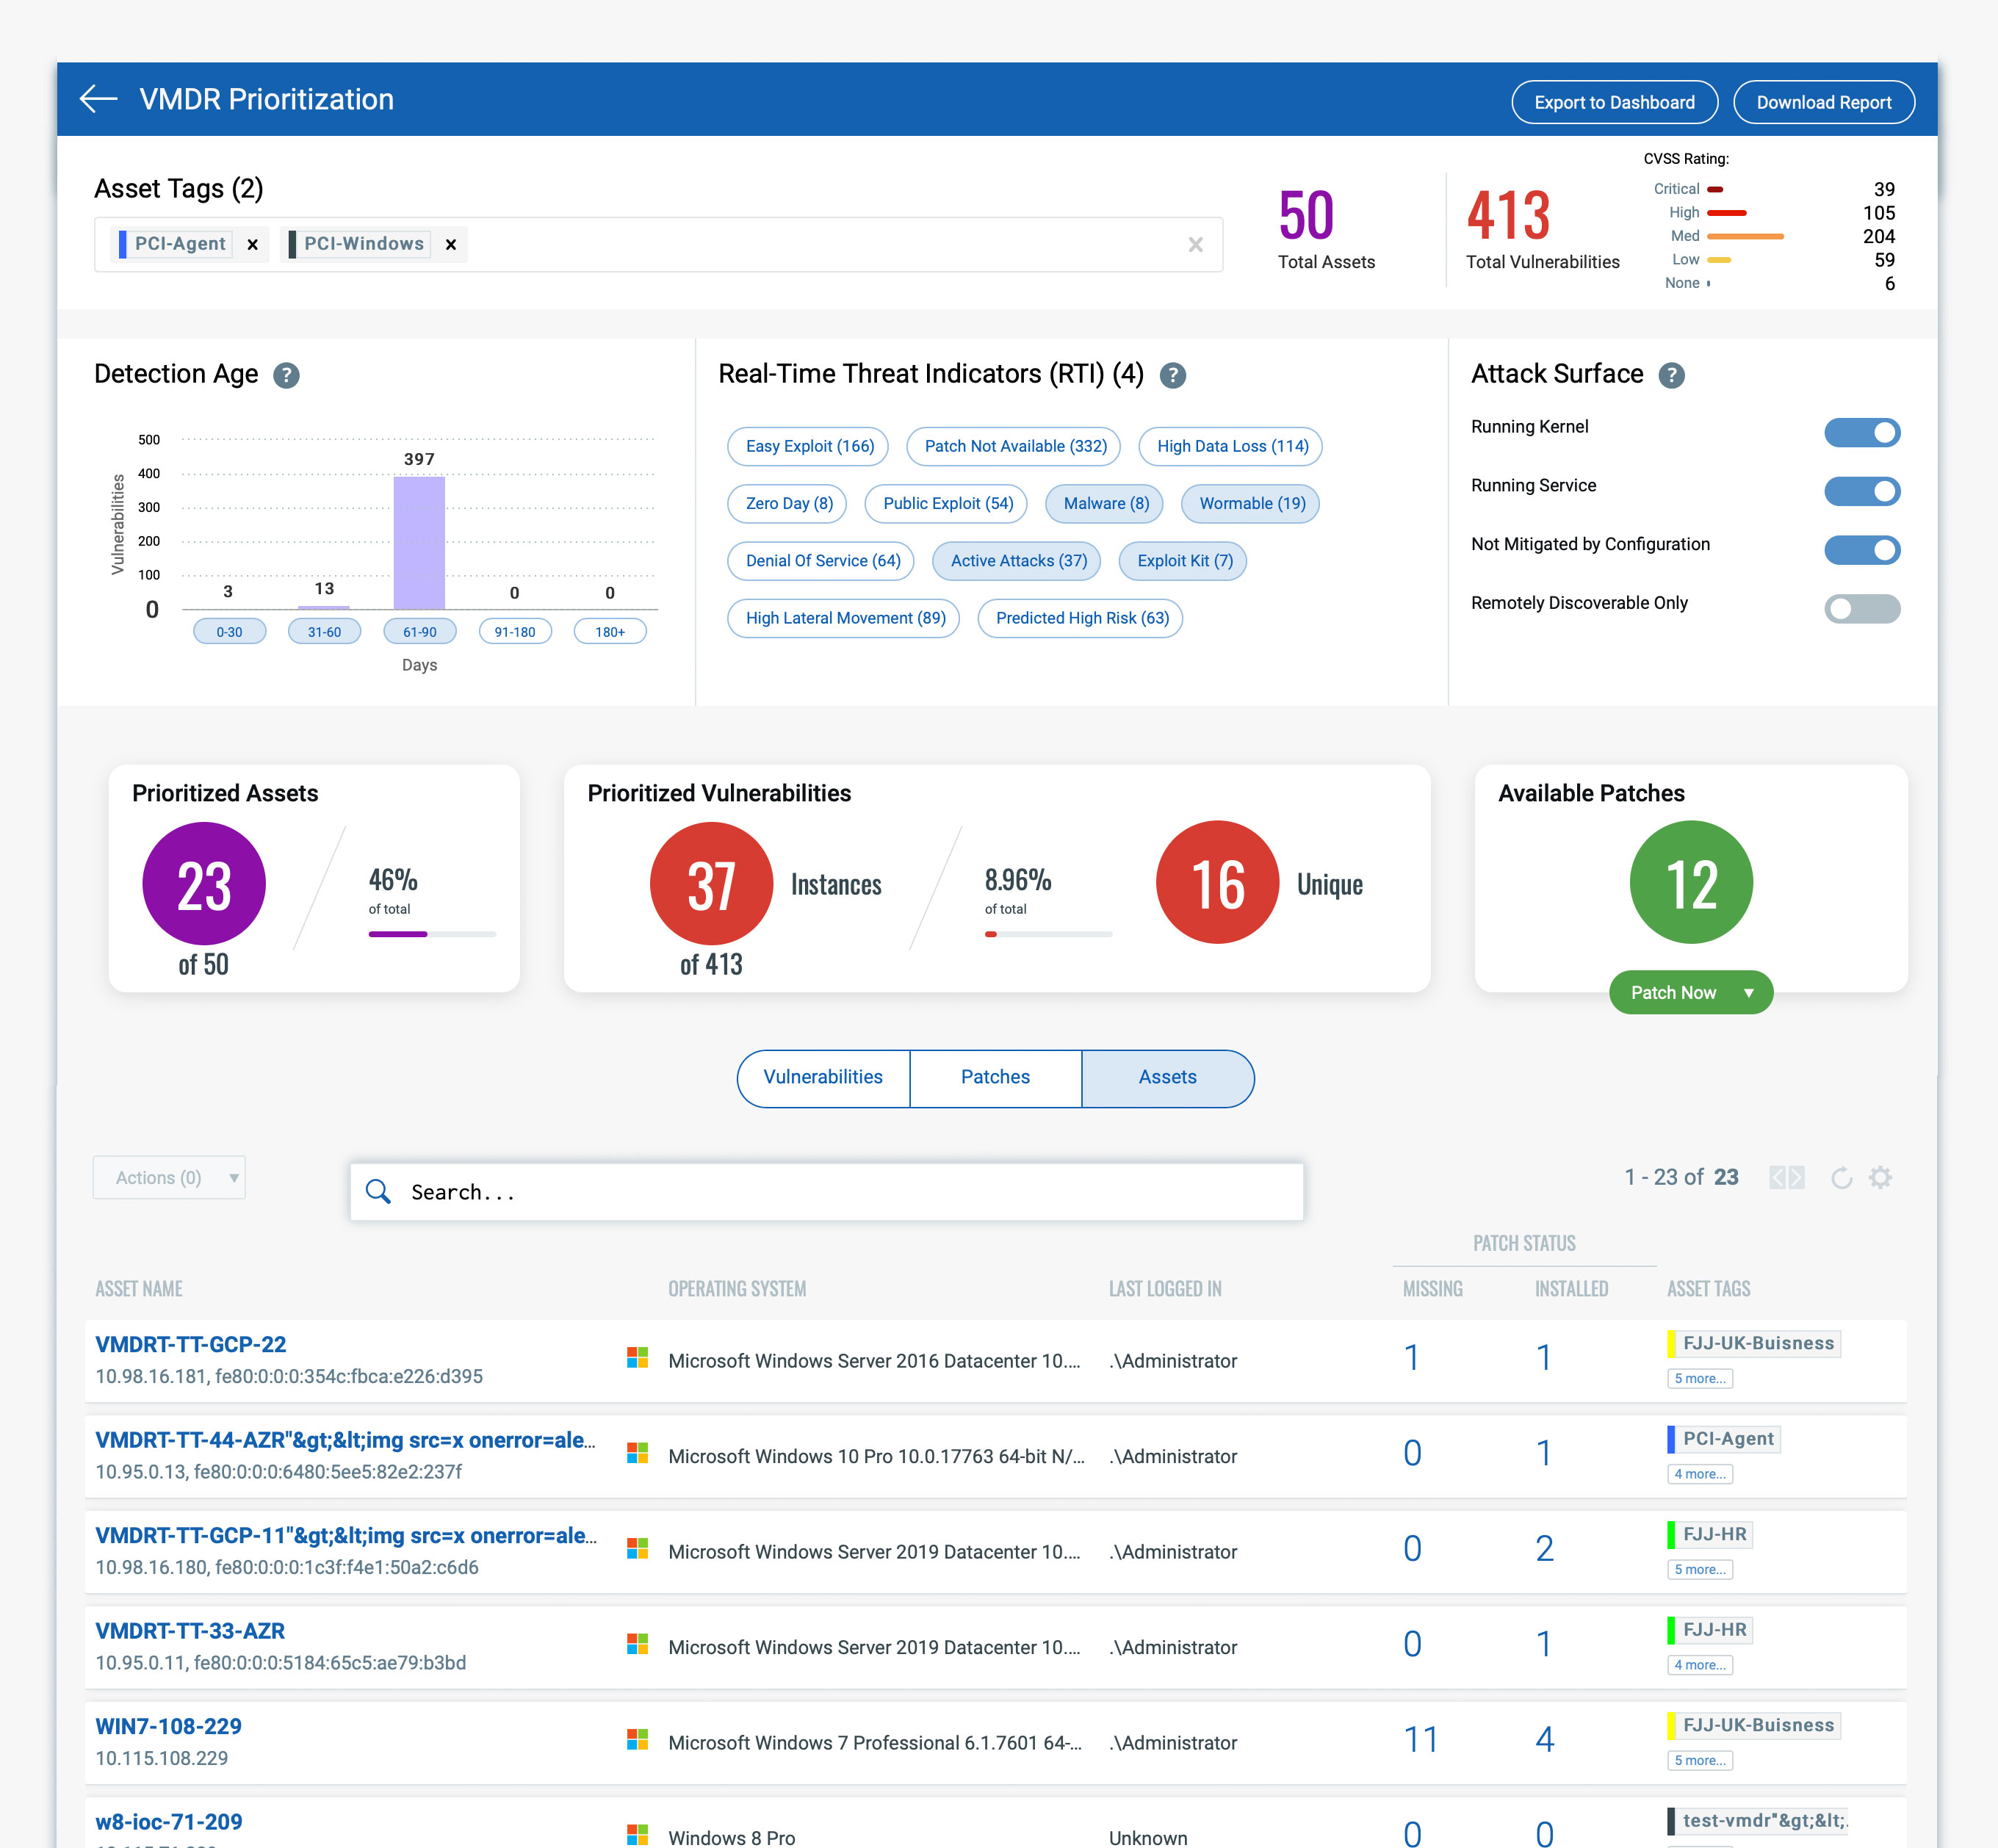 VMDR Prioritization
Export to Dashboard
Download Report
Asset Tags (2)
PCI-Agent × PCI-Windows × ×
50
Total Assets
413
Total Vulnerabilities
CVSS Rating:
Critical 39
High 105
Med 204
Low 59
None 6
Detection Age ?
Vulnerabilities
500
400
300
200
100
0
3 13 397 0 0
0-30 31-60 61-90 91-180 180+
Days
Real-Time Threat Indicators (RTI) (4) ?
Easy Exploit (166) Patch Not Available (332) High Data Loss (114)
Zero Day (8) Public Exploit (54) Malware (8) Wormable (19)
Denial Of Service (64) Active Attacks (37) Exploit Kit (7)
High Lateral Movement (89) Predicted High Risk (63)
Attack Surface ?
Running Kernel
Running Service
Not Mitigated by Configuration
Remotely Discoverable Only
Prioritized Assets
23
of 50
46%
of total
Prioritized Vulnerabilities
37 Instances
of 413
8.96%
of total
16 Unique
Available Patches
12
Patch Now
Vulnerabilities Patches Assets
Actions (0)
Search...
1 - 23 of 23
PATCH STATUS
ASSET NAME OPERATING SYSTEM LAST LOGGED IN MISSING INSTALLED ASSET TAGS
VMDRT-TT-GCP-22
10.98.16.181, fe80:0:0:0:354c:fbca:e226:d395
Microsoft Windows Server 2016 Datacenter 10.... .\Administrator 1 1
FJJ-UK-Buisness
5 more...
VMDRT-TT-44-AZR"&gt;&lt;img src=x onerror=ale...
10.95.0.13, fe80:0:0:0:6480:5ee5:82e2:237f
Microsoft Windows 10 Pro 10.0.17763 64-bit N/... .\Administrator 0 1
PCI-Agent
4 more...
VMDRT-TT-GCP-11"&gt;&lt;img src=x onerror=ale...
10.98.16.180, fe80:0:0:0:1c3f:f4e1:50a2:c6d6
Microsoft Windows Server 2019 Datacenter 10.... .\Administrator 0 2
FJJ-HR
5 more...
VMDRT-TT-33-AZR
10.95.0.11, fe80:0:0:0:5184:65c5:ae79:b3bd
Microsoft Windows Server 2019 Datacenter 10.... .\Administrator 0 1
FJJ-HR
4 more...
WIN7-108-229
10.115.108.229
Microsoft Windows 7 Professional 6.1.7601 64-... .\Administrator 11 4
FJJ-UK-Buisness
5 more...
w8-ioc-71-209
Windows 8 Pro Unknown 0 0
test-vmdr"&gt;&lt;